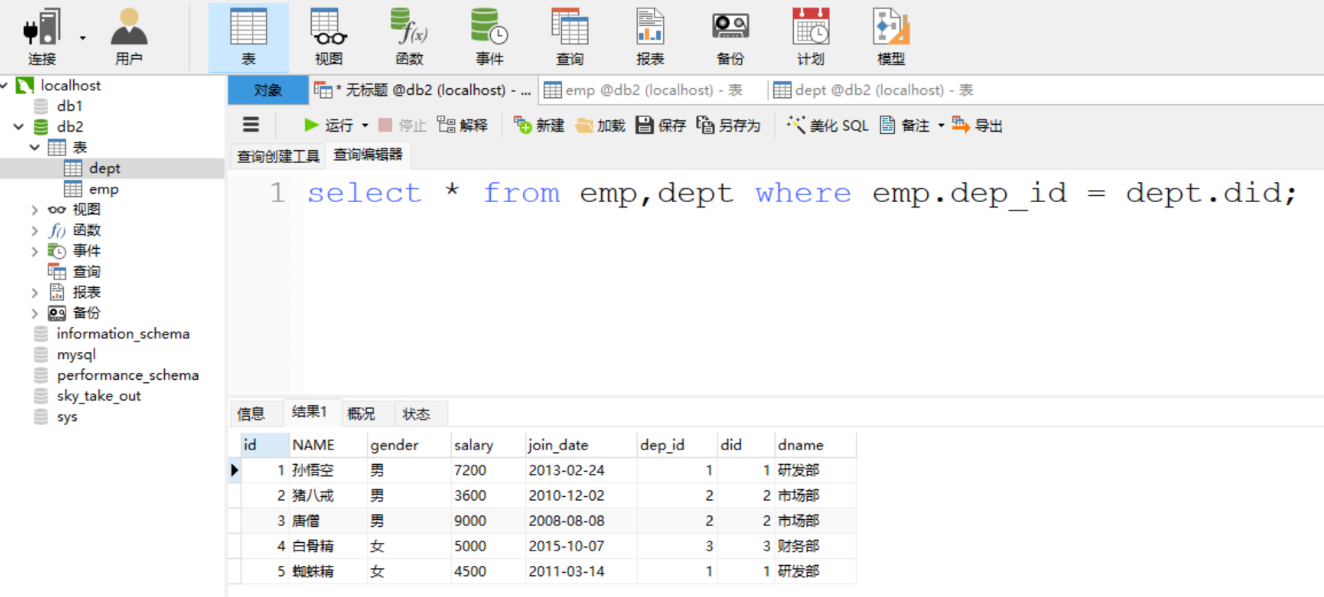 连接 用户 表 视图 函数 事件 查询 报表 备份 计划 模型
localhost
db1
db2
表
dept
emp
视图
函数
事件
查询
报表
备份
information_schema
mysql
performance_schema
sky_take_out
sys
对象 * 无标题 @db2 (localhost) - ... emp @db2 (localhost) - 表 dept @db2 (localhost) - 表
运行 停止 解释 新建 加载 保存 另存为 美化 SQL 备注 导出
查询创建工具 查询编辑器
1 select * from emp,dept where emp.dep_id = dept.did;
信息 结果1 概况 状态
id NAME gender salary join_date dep_id did dname
1 孙悟空 男 7200 2013-02-24 1 1 研发部
2 猪八戒 男 3600 2010-12-02 2 2 市场部
3 唐僧 男 9000 2008-08-08 2 2 市场部
4 白骨精 女 5000 2015-10-07 3 3 财务部
5 蜘蛛精 女 4500 2011-03-14 1 1 研发部